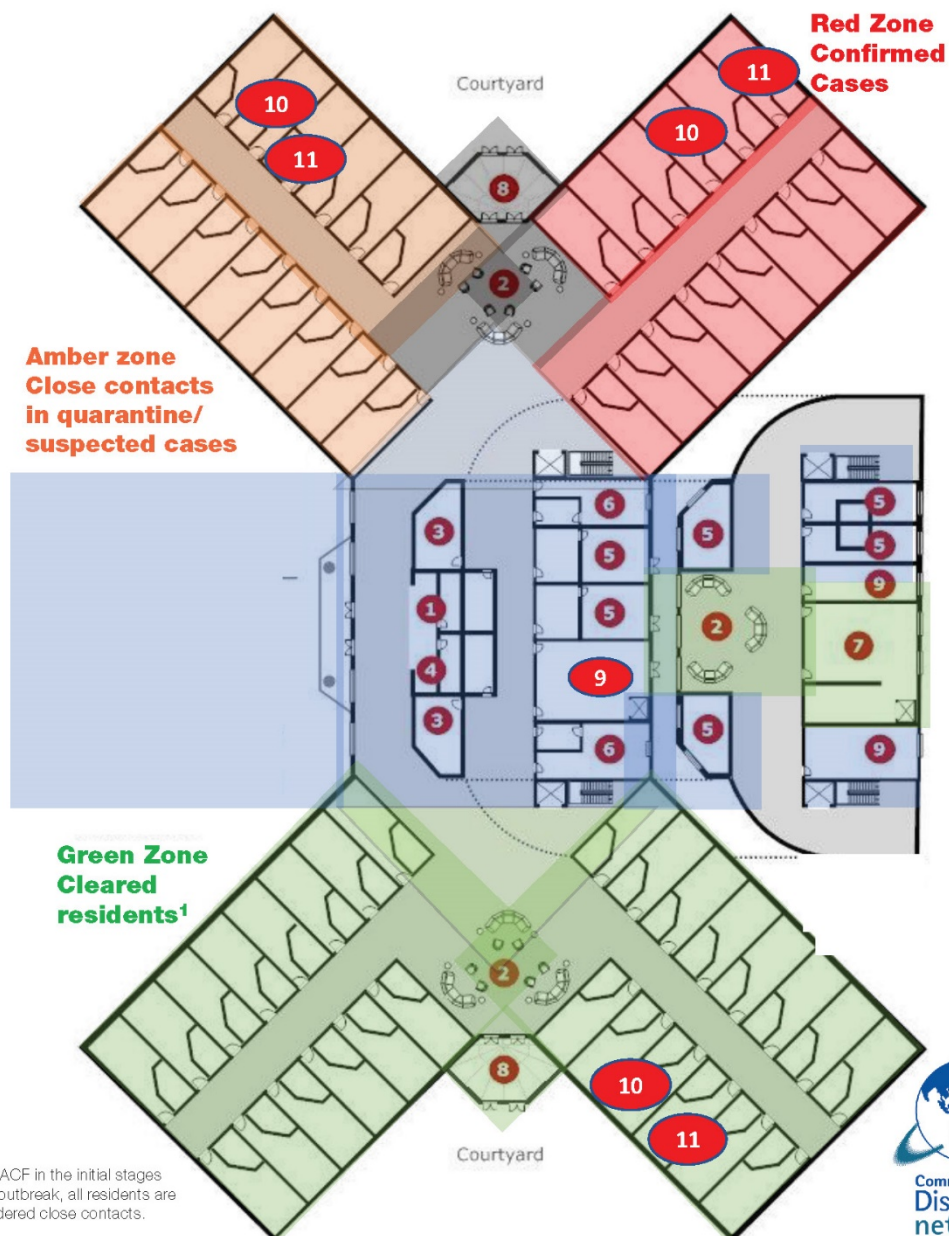 Red Zone
Confirmed
Cases
Courtyard
10
11
11
10
8
2
Amber zone
Close contacts
in quarantine/
suspected cases
6
5
5
3
5
5
5
9
1
2
7
4
9
3
5
6
9
Green Zone
Cleared
residents¹
2
8
10
11
Courtyard
ACF in the initial stages
outbreak, all residents are
dered close contacts.
Comm
Dis
net